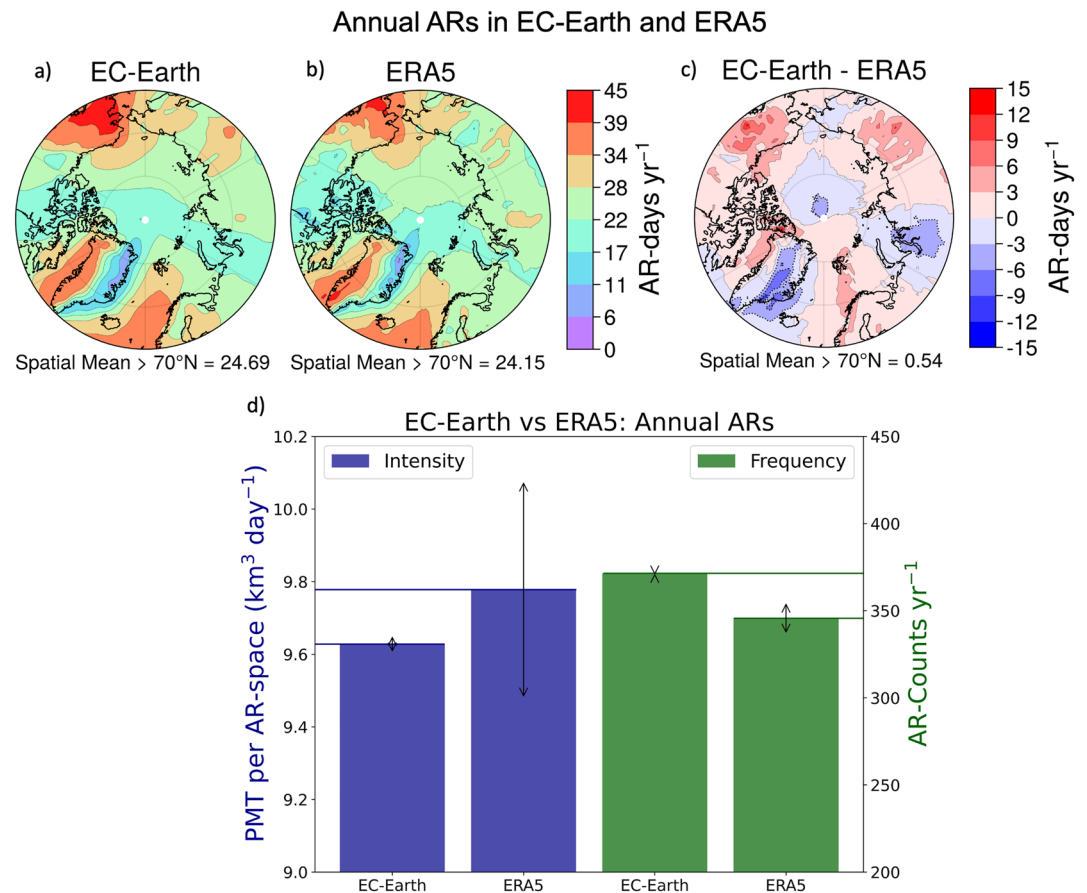 Annual ARs in EC-Earth and ERA5
a) EC-Earth
b) ERA5
c) EC-Earth - ERA5
45
39
34
28
22
17
11
6
0
AR-days yr⁻¹
15
12
9
6
3
0
-3
-6
-9
-12
-15
AR-days yr⁻¹
Spatial Mean > 70°N = 24.69
Spatial Mean > 70°N = 24.15
Spatial Mean > 70°N = 0.54
d)
EC-Earth vs ERA5: Annual ARs
Intensity
Frequency
PMT per AR-space (km³ day⁻¹)
10.2
10.0
9.8
9.6
9.4
9.2
9.0
450
400
350
300
250
200
AR-Counts yr⁻¹
EC-Earth
ERA5
EC-Earth
ERA5